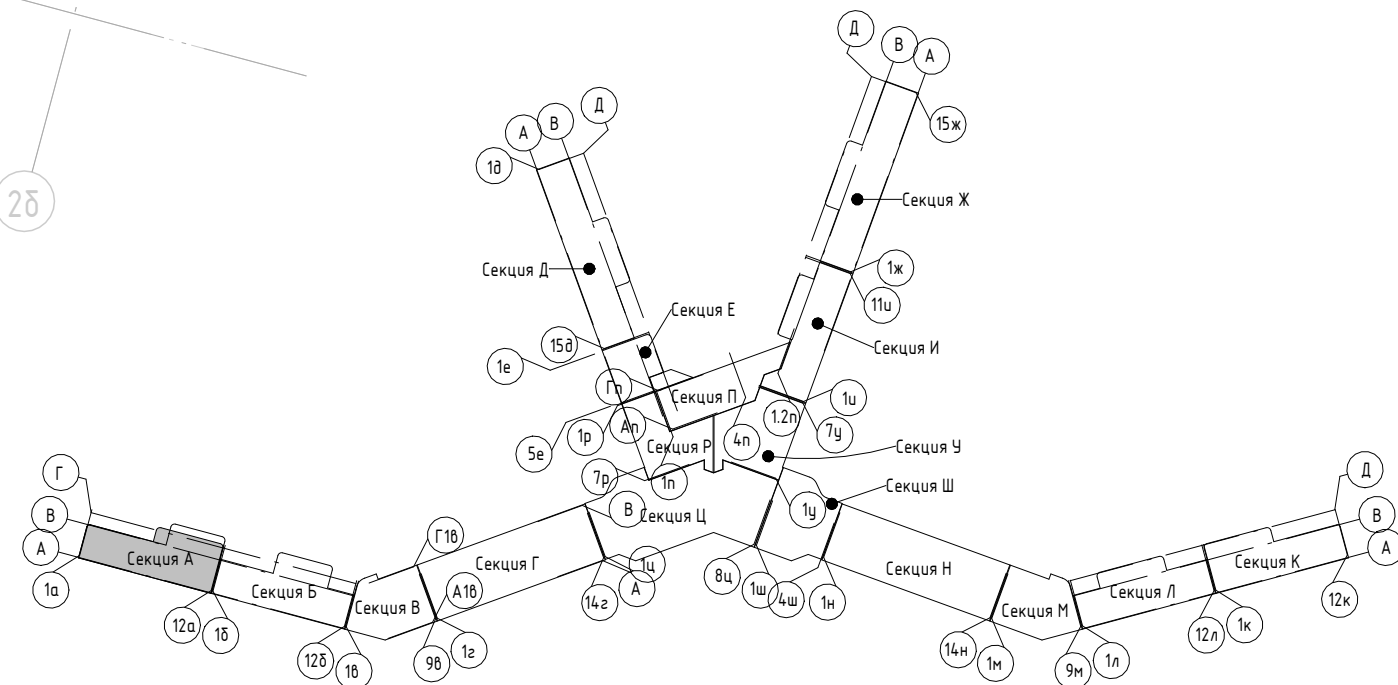 2б
Д
В
А
15ж
Д
В
А
1д
Секция Ж
Секция Д
1ж
11и
Секция Е
15д
Секция И
1е
Гп
Секция П
1и
1.2п
7у
Ап
1р
4п
5е
Секция Р
Секция У
7р
1п
Г
Д
Секция Ш
1у
В
Секция Ц
В
В
А
Г1в
А
Секция А
Секция Г
1ц
Секция Н
Секция К
1а
Секция Б
А
8ц
1ш
4ш
1н
Секция Л
Секция В
А1в
14г
Секция М
12к
12а
1б
12л
1к
12б
1в
9в
1г
14н
1м
9м
1л